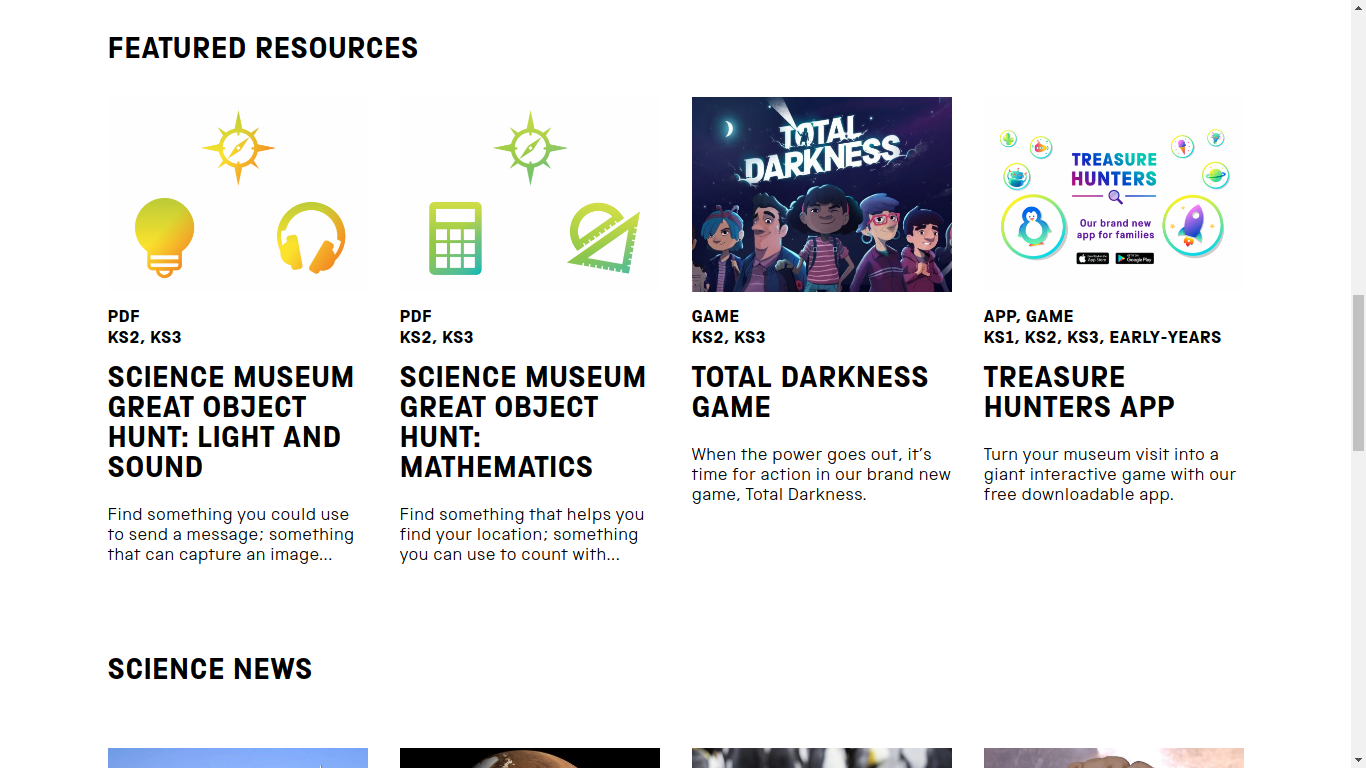 FEATURED RESOURCES
TOTAL
DARKNESS
TREASURE
HUNTERS
Our brand new
app for families
App Store
Google Play
PDF
KS2, KS3
SCIENCE MUSEUM
GREAT OBJECT
HUNT: LIGHT AND
SOUND
Find something you could use
to send a message; something
that can capture an image...
PDF
KS2, KS3
SCIENCE MUSEUM
GREAT OBJECT
HUNT:
MATHEMATICS
Find something that helps you
find your location; something
you can use to count with...
GAME
KS2, KS3
TOTAL DARKNESS
GAME
When the power goes out, it's
time for action in our brand new
game, Total Darkness.
APP, GAME
KS1, KS2, KS3, EARLY-YEARS
TREASURE
HUNTERS APP
Turn your museum visit into a
giant interactive game with our
free downloadable app.
SCIENCE NEWS